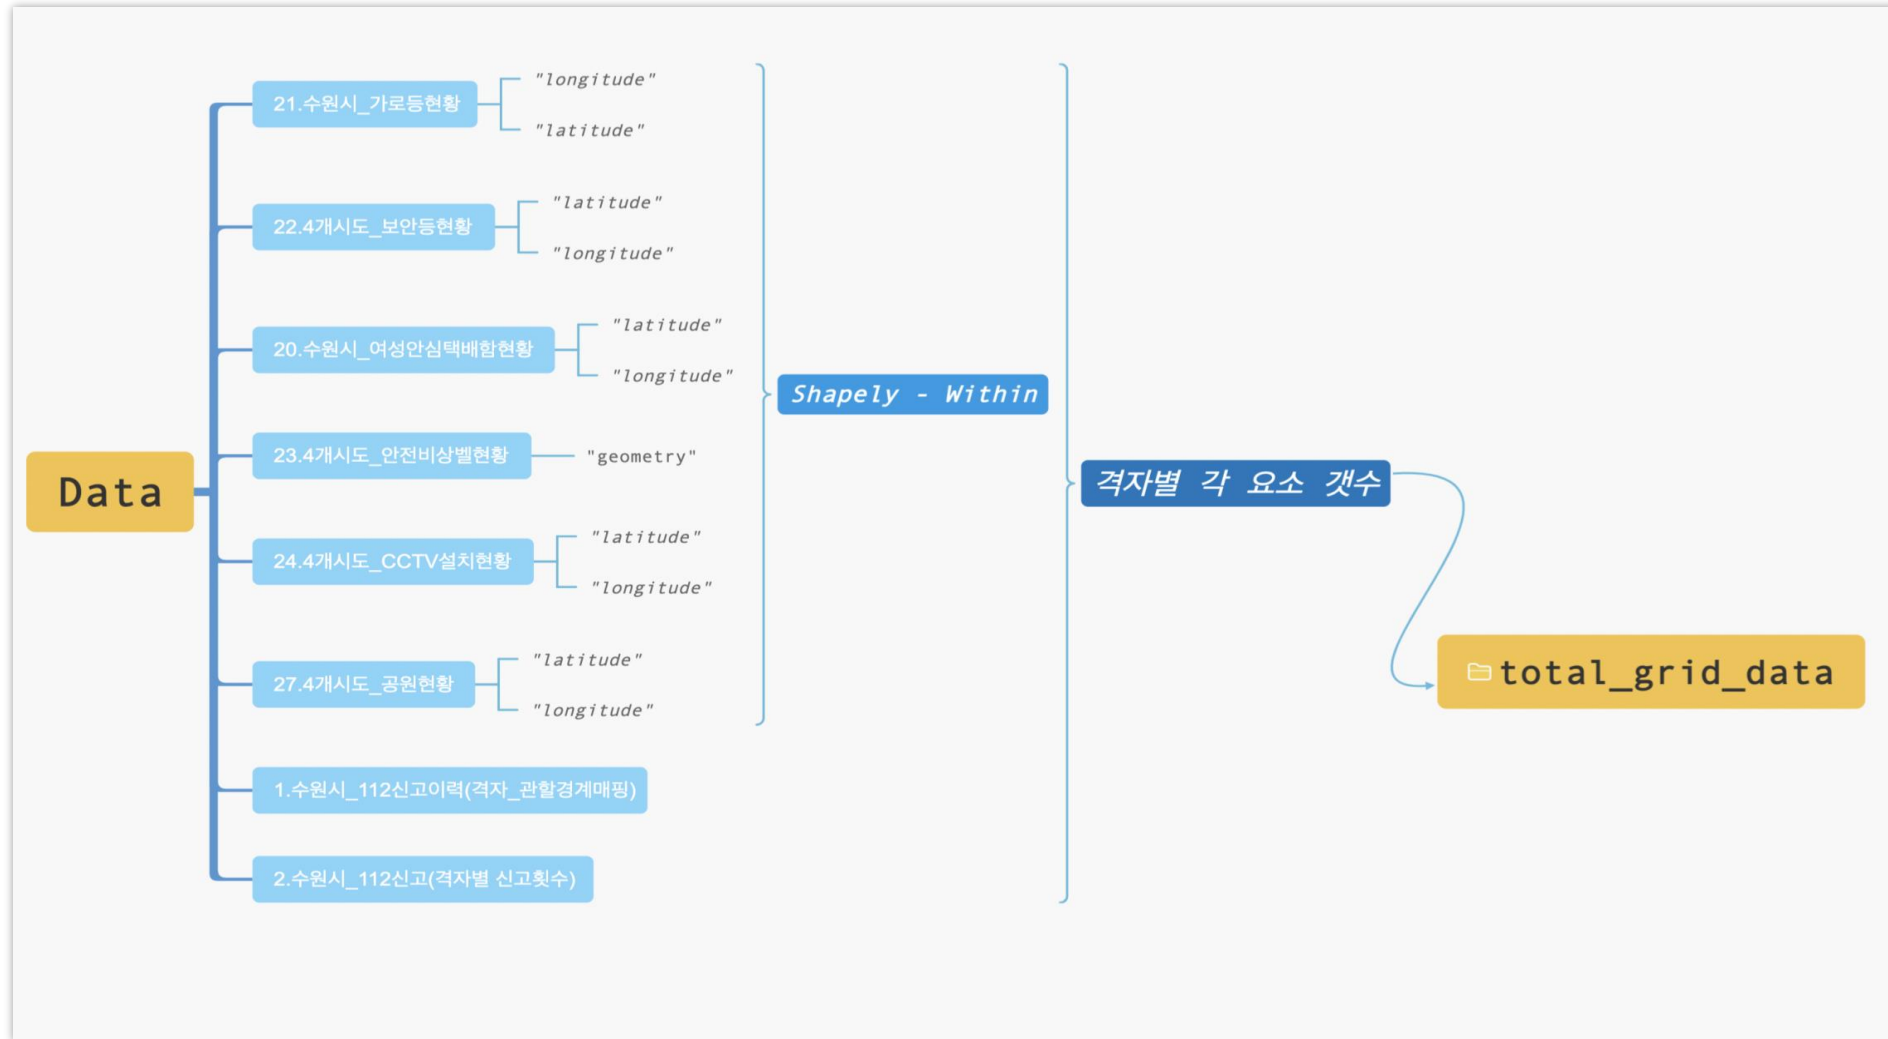 Data
21.수원시_가로등현황
"longitude"
"latitude"
22.4개시도_보안등현황
"latitude"
"longitude"
20.수원시_여성안심택배함현황
"latitude"
"longitude"
23.4개시도_안전비상벨현황
"geometry"
24.4개시도_CCTV설치현황
"latitude"
"longitude"
27.4개시도_공원현황
"latitude"
"longitude"
1.수원시_112신고이력(격자_관할경계매핑)
2.수원시_112신고(격자별 신고횟수)
Shapely - Within
격자별 각 요소 갯수
total_grid_data